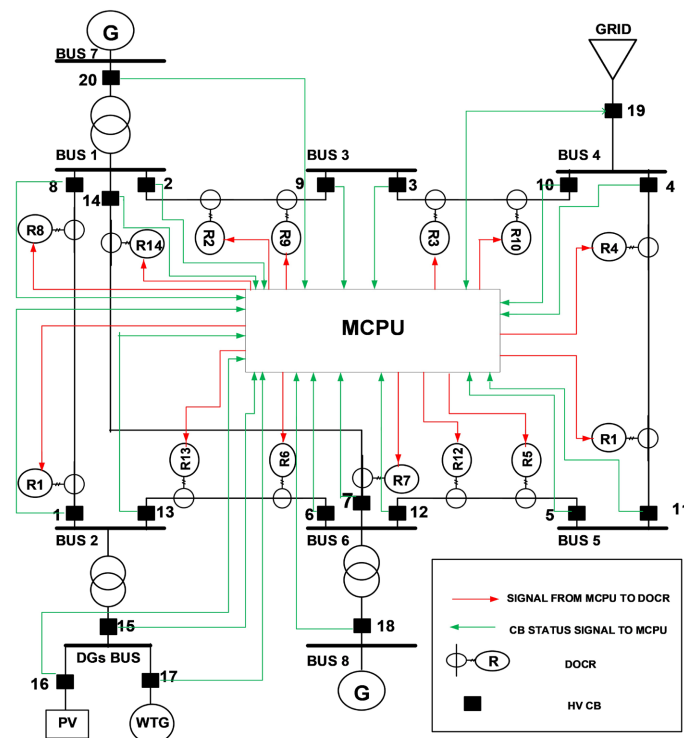 G
GRID
BUS 7
20
19
BUS 1
BUS 3
BUS 4
8
2
9
3
10
4
14
R8
R14
R2
R9
R3
R10
R4
MCPU
R13
R6
R12
R5
R1
R1
R7
1
13
6
7
12
5
11
BUS 2
BUS 6
BUS 5
15
18
DGs BUS
BUS 8
16
17
PV
WTG
G
SIGNAL FROM MCPU TO DOCR
CB STATUS SIGNAL TO MCPU
R
DOCR
HV CB